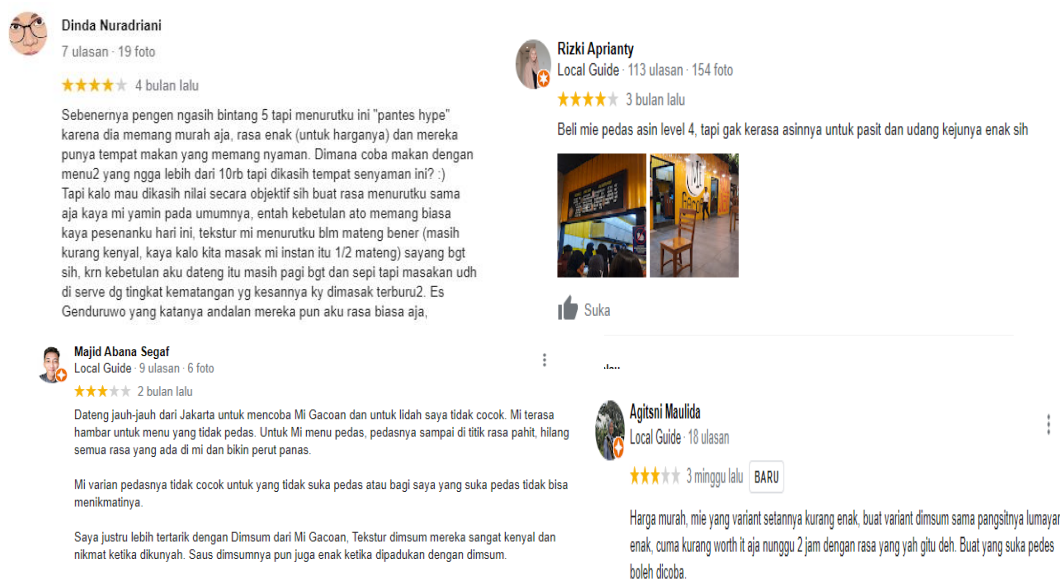 Dinda Nuradriani
7 ulasan · 19 foto
4 bulan lalu
Sebenernya pengen ngasih bintang 5 tapi menurutku ini "pantes hype"
karena dia memang murah aja, rasa enak (untuk harganya) dan mereka
punya tempat makan yang memang nyaman. Dimana coba makan dengan
menu2 yang ngga lebih dari 10rb tapi dikasih tempat senyaman ini? :)
Tapi kalo mau dikasih nilai secara objektif sih buat rasa menurutku sama
aja kaya mi yamin pada umumnya, entah kebetulan ato memang biasa
kaya pesenanku hari ini, tekstur mi menurutku blm mateng bener (masih
kurang kenyal, kaya kalo kita masak mi instan itu 1/2 mateng) sayang bgt
sih, krn kebetulan aku dateng itu masih pagi bgt dan sepi tapi masakan udh
di serve dg tingkat kematangan yg kesannya ky dimasak terburu2. Es
Genduruwo yang katanya andalan mereka pun aku rasa biasa aja,
Rizki Aprianty
Local Guide · 113 ulasan · 154 foto
3 bulan lalu
Beli mie pedas asin level 4, tapi gak kerasa asinnya untuk pasit dan udang kejunya enak sih
Suka
Majid Abana Segaf
Local Guide · 9 ulasan · 6 foto
2 bulan lalu
Dateng jauh-jauh dari Jakarta untuk mencoba Mi Gacoan dan untuk lidah saya tidak cocok. Mi terasa
hambar untuk menu yang tidak pedas. Untuk Mi menu pedas, pedasnya sampai di titik rasa pahit, hilang
semua rasa yang ada di mi dan bikin perut panas.
Mi varian pedasnya tidak cocok untuk yang tidak suka pedas atau bagi saya yang suka pedas tidak bisa
menikmatinya.
Saya justru lebih tertarik dengan Dimsum dari Mi Gacoan, Tekstur dimsum mereka sangat kenyal dan
nikmat ketika dikunyah. Saus dimsumnya pun juga enak ketika dipadukan dengan dimsum.
Agitsni Maulida
Local Guide · 18 ulasan
3 minggu lalu BARU
Harga murah, mie yang variant setannya kurang enak, buat variant dimsum sama pangsitnya lumayan
enak, cuma kurang worth it aja nunggu 2 jam dengan rasa yang yah gitu deh. Buat yang suka pedes
boleh dicoba.